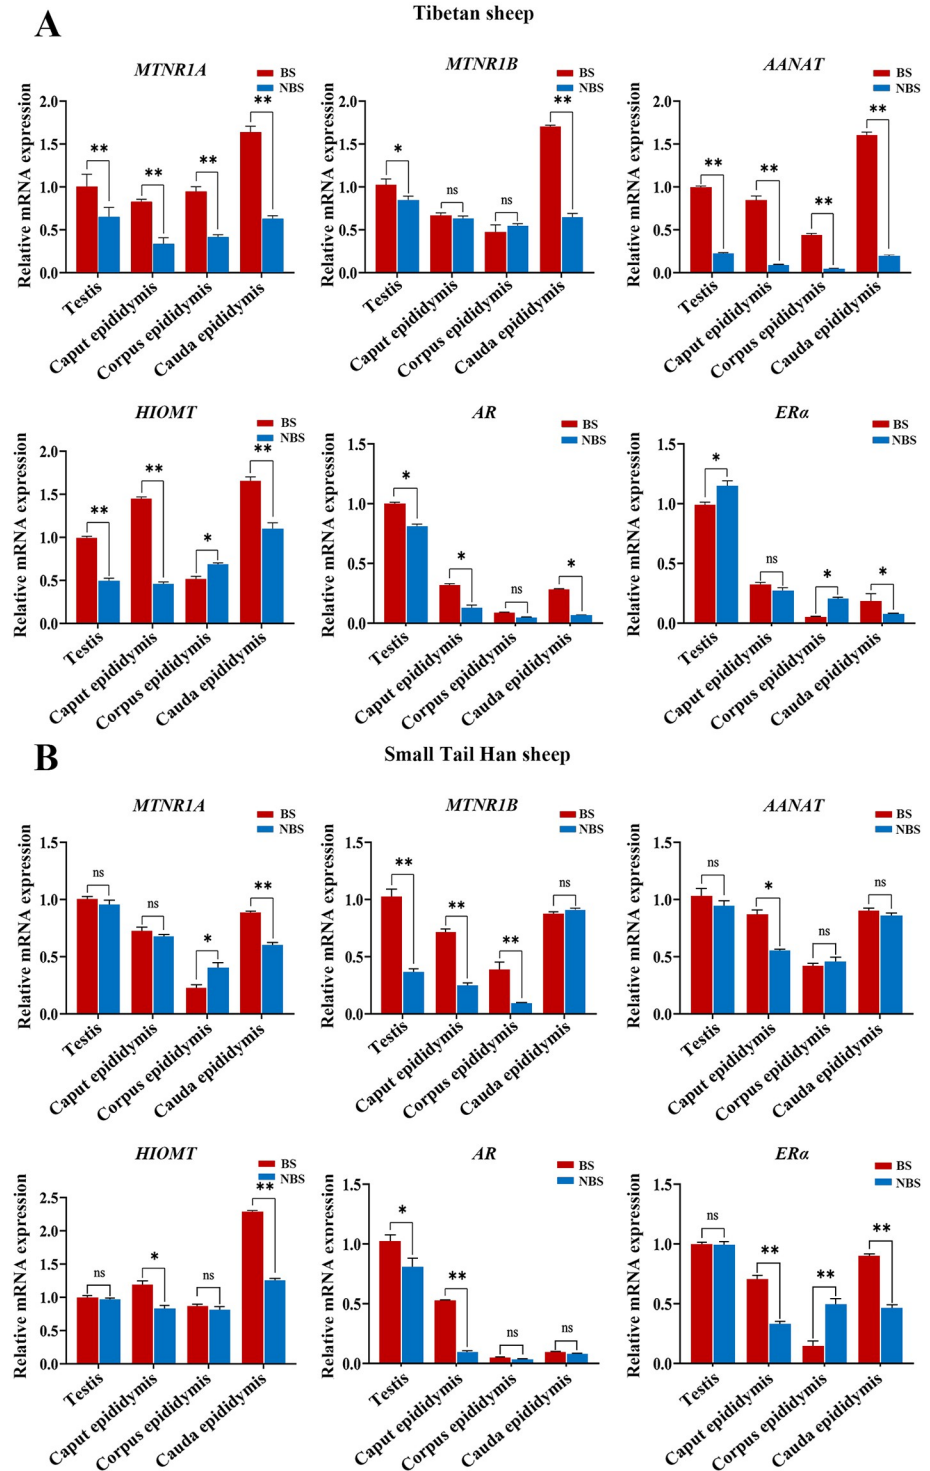 A
Tibetan sheep
MTNR1A
BS
NBS
Relative mRNA expression
2.0
1.5
1.0
0.5
0.0
**
**
**
**
Testis
Caput epididymis
Corpus epididymis
Cauda epididymis
MTNR1B
BS
NBS
Relative mRNA expression
2.0
1.5
1.0
0.5
0.0
*
ns
ns
**
Testis
Caput epididymis
Corpus epididymis
Cauda epididymis
AANAT
BS
NBS
Relative mRNA expression
2.0
1.5
1.0
0.5
0.0
**
**
**
**
Testis
Caput epididymis
Corpus epididymis
Cauda epididymis
HIOMT
BS
NBS
Relative mRNA expression
2.0
1.5
1.0
0.5
0.0
**
**
*
**
Testis
Caput epididymis
Corpus epididymis
Cauda epididymis
AR
BS
NBS
Relative mRNA expression
1.5
1.0
0.5
0.0
*
*
ns
*
Testis
Caput epididymis
Corpus epididymis
Cauda epididymis
ERα
BS
NBS
Relative mRNA expression
1.5
1.0
0.5
0.0
*
ns
*
*
Testis
Caput epididymis
Corpus epididymis
Cauda epididymis
B
Small Tail Han sheep
MTNR1A
BS
NBS
Relative mRNA expression
1.5
1.0
0.5
0.0
ns
ns
*
**
Testis
Caput epididymis
Corpus epididymis
Cauda epididymis
MTNR1B
BS
NBS
Relative mRNA expression
1.5
1.0
0.5
0.0
**
**
**
ns
Testis
Caput epididymis
Corpus epididymis
Cauda epididymis
AANAT
BS
NBS
Relative mRNA expression
1.5
1.0
0.5
0.0
ns
*
ns
ns
Testis
Caput epididymis
Corpus epididymis
Cauda epididymis
HIOMT
BS
NBS
Relative mRNA expression
2.5
2.0
1.5
1.0
0.5
0.0
ns
*
ns
**
Testis
Caput epididymis
Corpus epididymis
Cauda epididymis
AR
BS
NBS
Relative mRNA expression
1.5
1.0
0.5
0.0
*
**
ns
ns
Testis
Caput epididymis
Corpus epididymis
Cauda epididymis
ERα
BS
NBS
Relative mRNA expression
1.5
1.0
0.5
0.0
ns
**
**
**
Testis
Caput epididymis
Corpus epididymis
Cauda epididymis